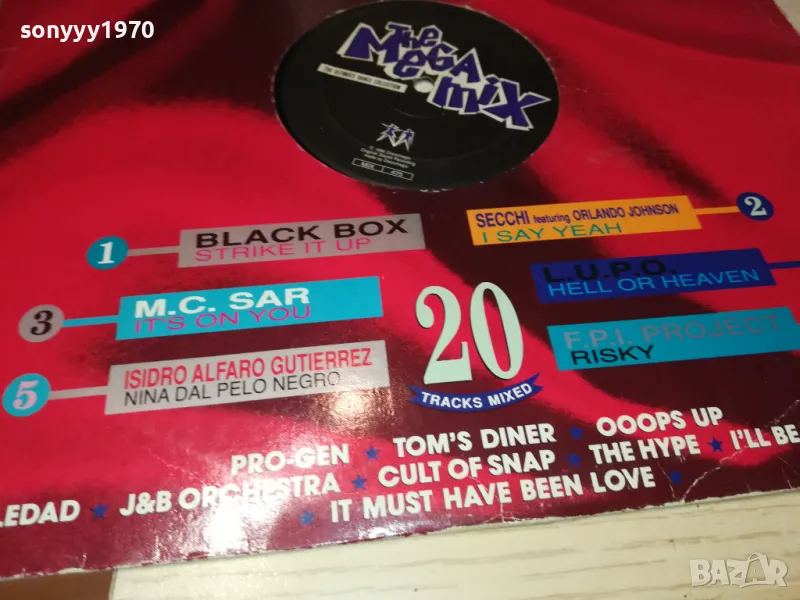 sonyyy1970
THE MEGAMIX
THE ULTIMATE DANCE COLLECTION
1 BLACK BOX
STRIKE IT UP
SECCHI featuring ORLANDO JOHNSON 2
I SAY YEAH
3 M.C. SAR
IT'S ON YOU
L.U.P.O.
HELL OR HEAVEN
5 ISIDRO ALFARO GUTIERREZ
NINA DAL PELO NEGRO
F.P.I. PROJECT
RISKY
20
TRACKS MIXED
PRO-GEN ★ TOM'S DINER ★ OOOPS UP
LEDAD ★ J&B ORCHESTRA ★ CULT OF SNAP ★ THE HYPE ★ I'LL BE
★ IT MUST HAVE BEEN LOVE ★
BAZAR